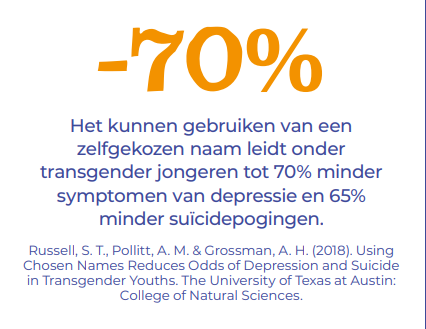 -70%
Het kunnen gebruiken van een
zelfgekozen naam leidt onder
transgender jongeren tot 70% minder
symptomen van depressie en 65%
minder suïcidepogingen.
Russell, S. T., Pollitt, A. M. & Grossman, A. H. (2018). Using
Chosen Names Reduces Odds of Depression and Suicide
in Transgender Youths. The University of Texas at Austin:
College of Natural Sciences.